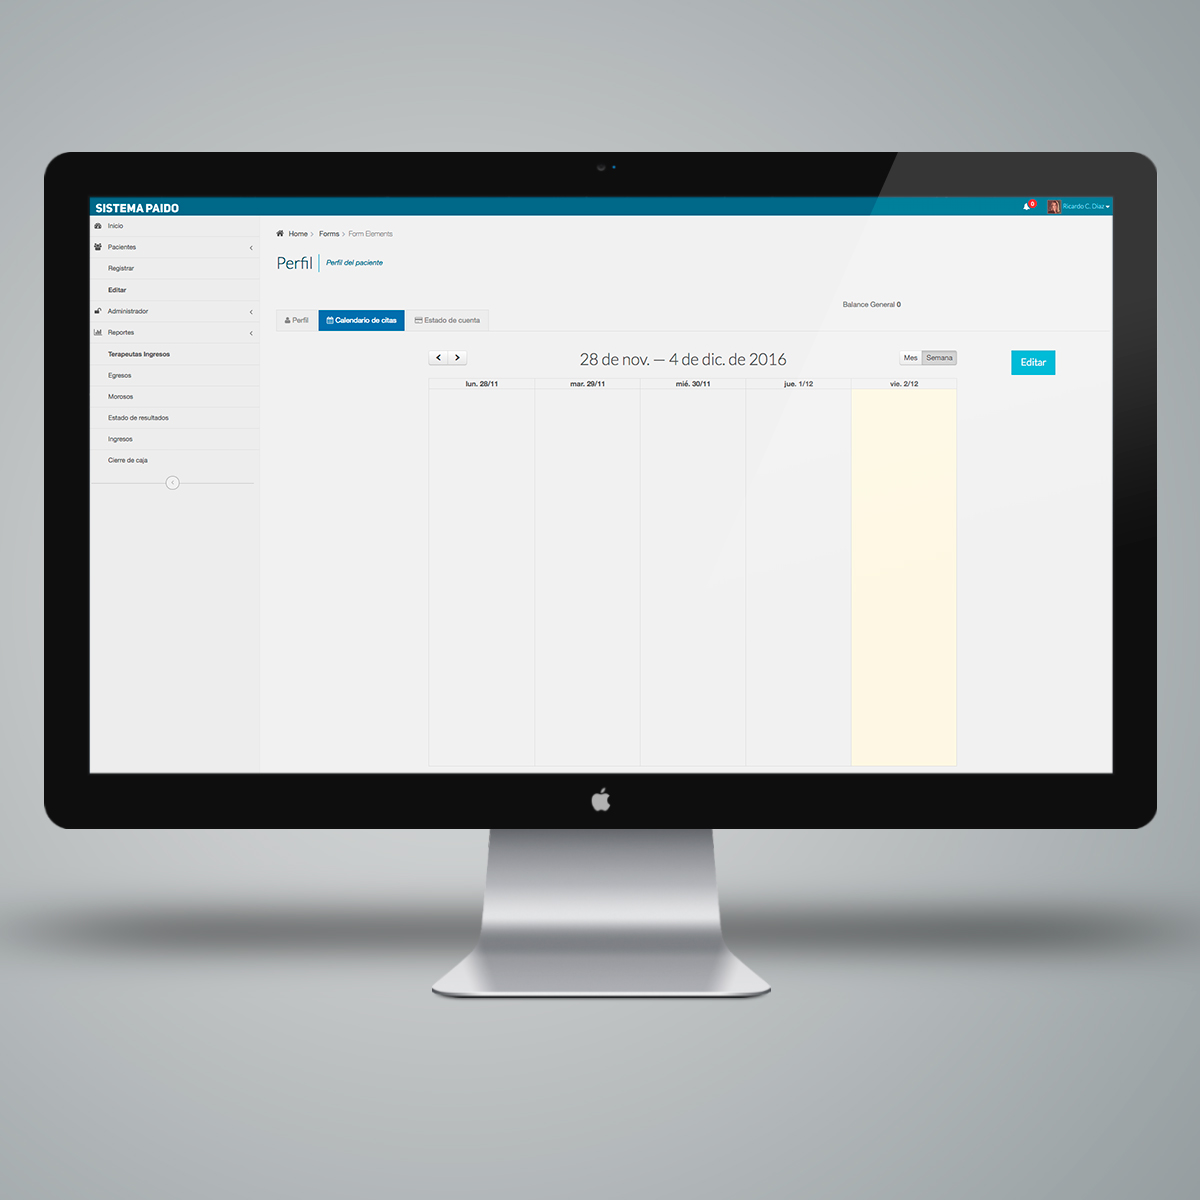 SISTEMA PAIDO
0
Ricardo C. Díaz
Inicio
Pacientes
Registrar
Editar
Administrador
Reportes
Terapeutas Ingresos
Egresos
Morosos
Estado de resultados
Ingresos
Cierre de caja
Home > Forms > Form Elements
Perfil
Perfil del paciente
Balance General 0
Perfil
Calendario de citas
Estado de cuenta
28 de nov. — 4 de dic. de 2016
Mes
Semana
Editar
lun. 28/11
mar. 29/11
mié. 30/11
jue. 1/12
vie. 2/12